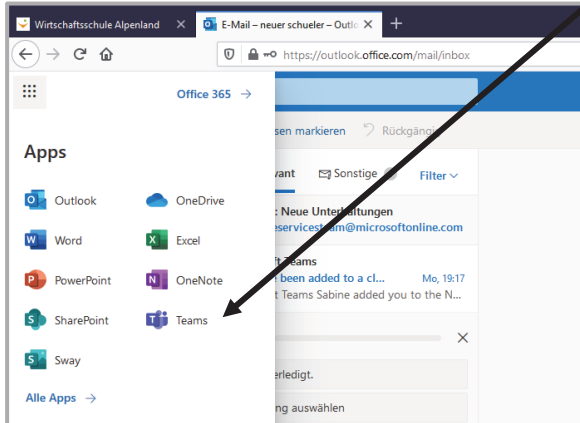 Wirtschaftsschule Alpenland
E-Mail – neuer schueler – Outlo
https://outlook.office.com/mail/inbox
Office 365 →
sen markieren Rückgängig
Apps
vant Sonstige Filter
Outlook OneDrive
: Neue Unterhaltungen
eservicesteam@microsoftonline.com
Word Excel
ft Teams
been added to a cl... Mo, 19:17
PowerPoint OneNote
t Teams Sabine added you to the N...
SharePoint Teams
Sway
erledigt.
Alle Apps →
ng auswählen